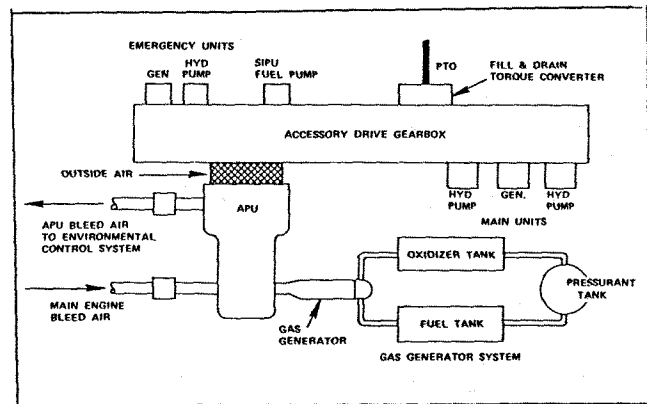 EMERGENCY UNITS
GEN
HYD
PUMP
SIPU
FUEL PUMP
PTO
FILL & DRAIN
TORQUE CONVERTER
ACCESSORY DRIVE GEARBOX
OUTSIDE AIR
APU
HYD
PUMP
GEN.
HYD
PUMP
MAIN UNITS
APU BLEED AIR
TO ENVIRONMENTAL
CONTROL SYSTEM
MAIN ENGINE
BLEED AIR
GAS
GENERATOR
OXIDIZER TANK
PRESSURANT
TANK
FUEL TANK
GAS GENERATOR SYSTEM